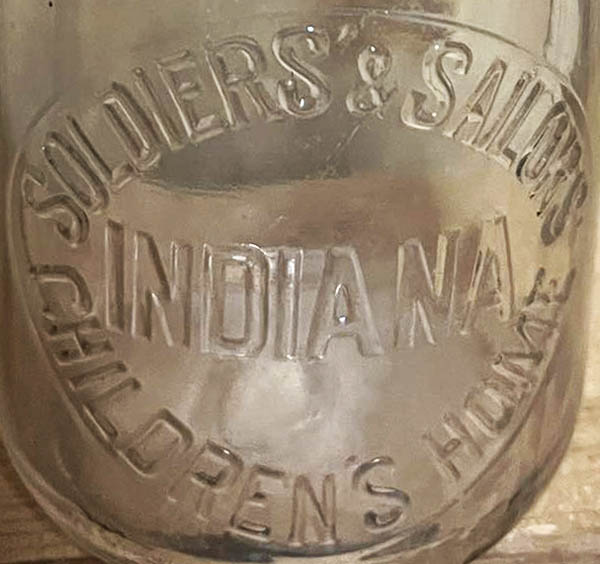 SOLDIERS' & SAILORS'
INDIANA
CHILDREN'S HOME